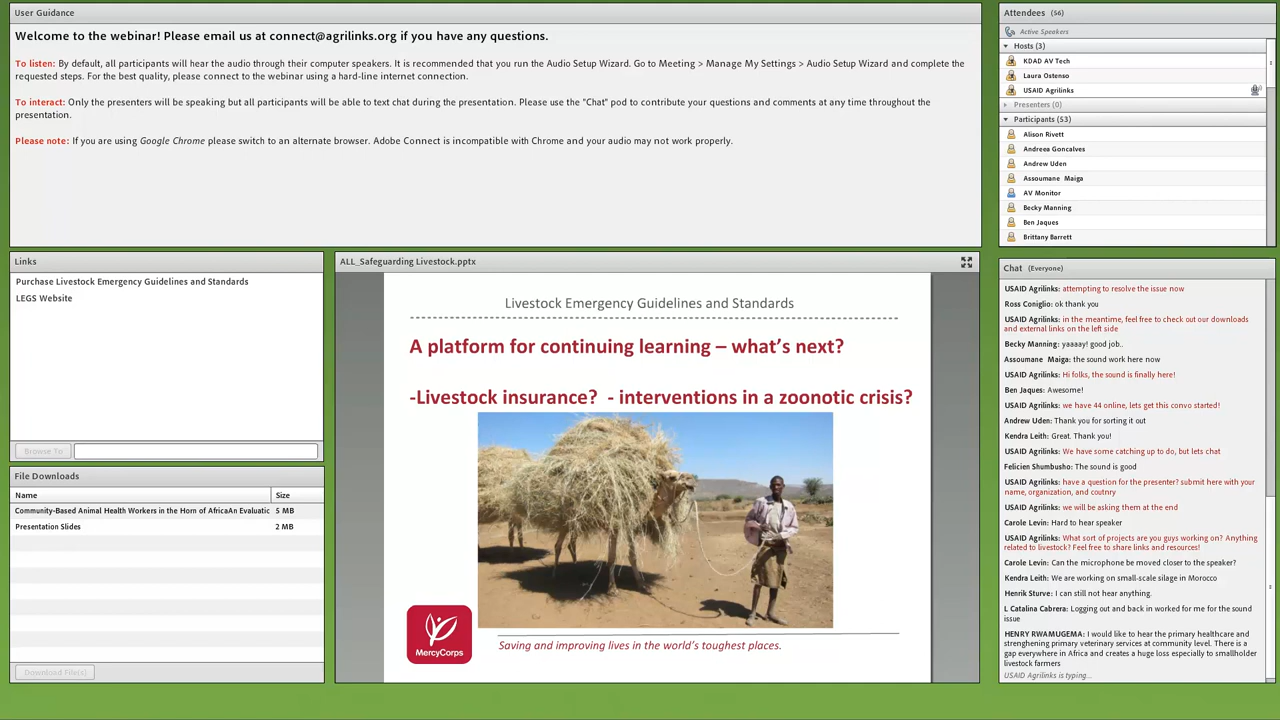 User Guidance
Welcome to the webinar! Please email us at connect@agrilinks.org if you have any questions.
To listen: By default, all participants will hear the audio through the computer speakers. It is recommended that you run the Audio Setup Wizard. Go to Meeting > Manage My Settings > Audio Setup Wizard and complete the
requested steps. For the best quality, please connect to the webinar using a hard-line internet connection.
To interact: Only the presenters will be speaking but all participants will be able to text chat during the presentation. Please use the "Chat" pod to contribute your questions and comments at any time throughout the
presentation.
Please note: If you are using Google Chrome please switch to an alternate browser. Adobe Connect is incompatible with Chrome and your audio may not work properly.
Attendees (56)
Active Speakers
Hosts (3)
KDAD AV Tech
Laura Ostenso
USAID Agrilinks
Presenters (0)
Participants (53)
Alison Rivett
Andreea Goncalves
Andrew Uden
Assoumane Maiga
AV Monitor
Becky Manning
Ben Jaques
Brittany Barrett
Links
Purchase Livestock Emergency Guidelines and Standards
LEGS Website
Browse To
File Downloads
Name Size
Community-Based Animal Health Workers in the Horn of AfricaAn Evaluatic 5 MB
Presentation Slides 2 MB
Download File(s)
ALL_Safeguarding Livestock.pptx
Livestock Emergency Guidelines and Standards
A platform for continuing learning – what's next?
-Livestock insurance? - interventions in a zoonotic crisis?
MercyCorps
Saving and improving lives in the world's toughest places.
Chat (Everyone)
USAID Agrilinks: attempting to resolve the issue now
Ross Coniglio: ok thank you
USAID Agrilinks: in the meantime, feel free to check out our downloads
and external links on the left side
Becky Manning: yaaaay! good job..
Assoumane Maiga: the sound work here now
USAID Agrilinks: Hi folks, the sound is finally here!
Ben Jaques: Awesome!
USAID Agrilinks: we have 44 online, lets get this convo started!
Andrew Uden: Thank you for sorting it out
Kendra Leith: Great. Thank you!
USAID Agrilinks: We have some catching up to do, but lets chat
Felicien Shumbusho: The sound is good
USAID Agrilinks: have a question for the presenter? submit here with your
name, organization, and coutnry
USAID Agrilinks: we will be asking them at the end
Carole Levin: Hard to hear speaker
USAID Agrilinks: What sort of projects are you guys working on? Anything
related to livestock? Feel free to share links and resources!
Carole Levin: Can the microphone be moved closer to the speaker?
Kendra Leith: We are working on small-scale silage in Morocco
Henrik Sturve: I can still not hear anything.
L Catalina Cabrera: Logging out and back in worked for me for the sound
issue
HENRY RWAMUGEMA: I would like to hear the primary healthcare and
strenghening primary veterinary services at community level. There is a
gap everywhere in Africa and creates a huge loss especially to smallholder
livestock farmers
USAID Agrilinks is typing...